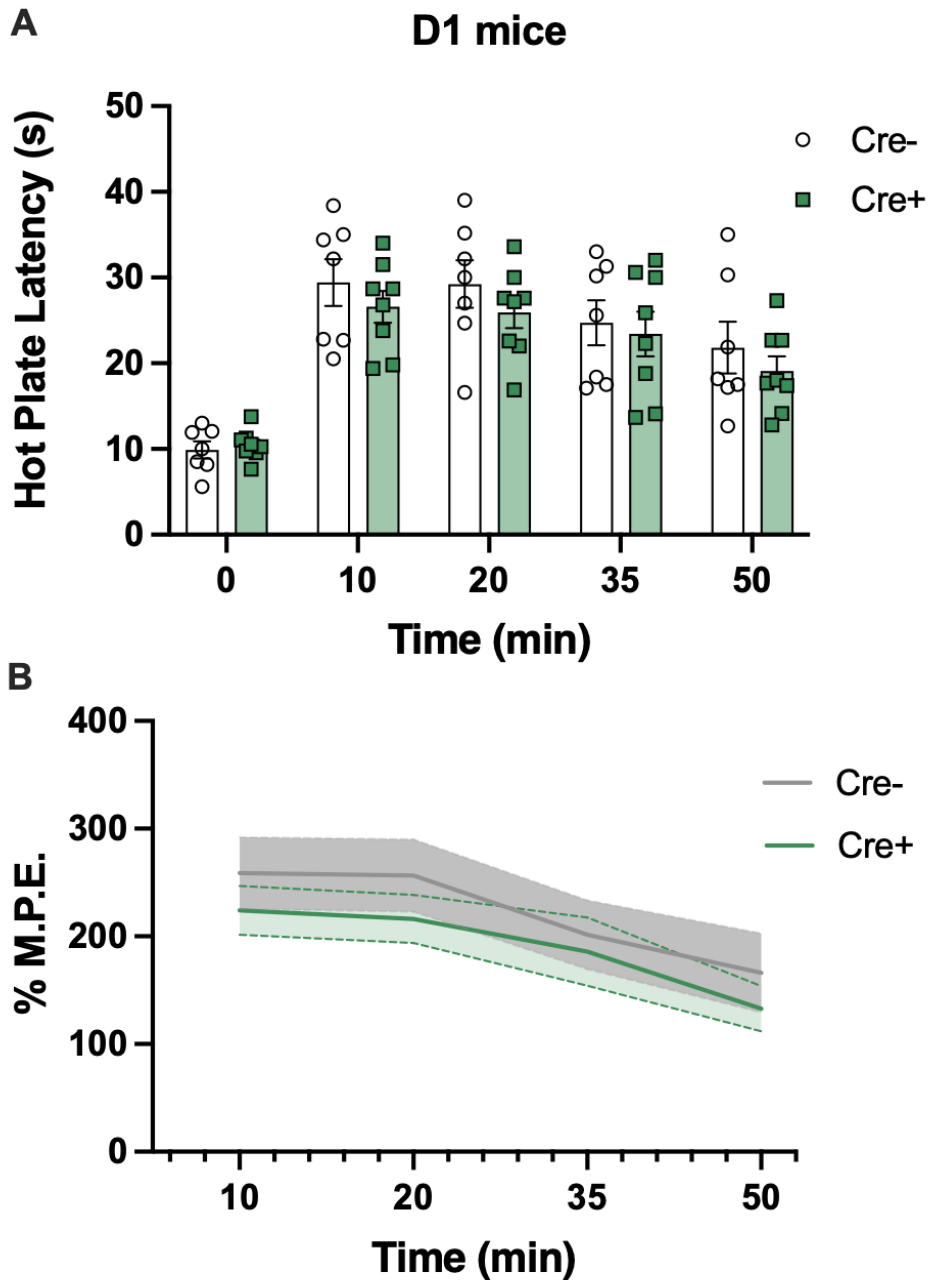 A
D1 mice
Hot Plate Latency (s)
50
40
30
20
10
0
Cre-
Cre+
0 10 20 35 50
Time (min)
B
% M.P.E.
400
300
200
100
0
Cre-
Cre+
10 20 35 50
Time (min)